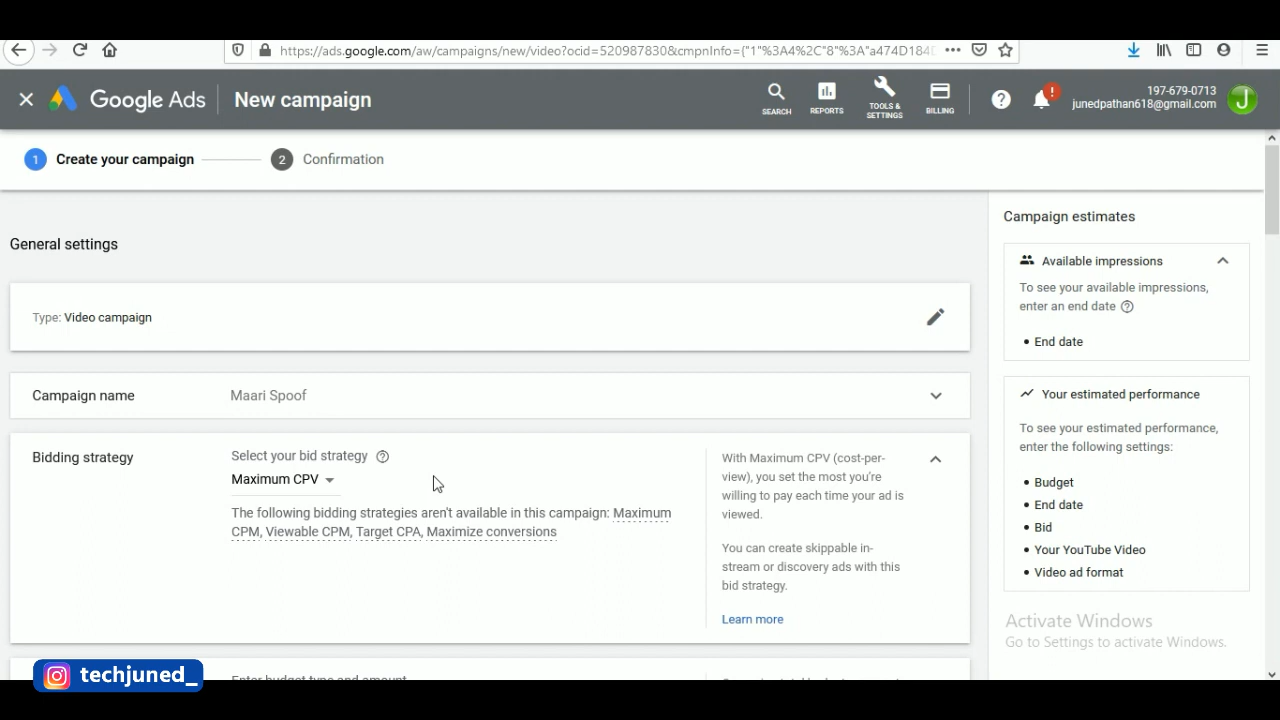 https://ads.google.com/aw/campaigns/new/video?ocid=520987830&cmpnInfo={"1"%3A4%2C"8"%3A"a474D184D
Google Ads
New campaign
SEARCH
REPORTS
TOOLS &
SETTINGS
BILLING
197-679-0713
junedpathan618@gmail.com
J
1 Create your campaign
2 Confirmation
General settings
Type: Video campaign
Campaign name
Maari Spoof
Bidding strategy
Select your bid strategy
Maximum CPV
The following bidding strategies aren't available in this campaign: Maximum
CPM, Viewable CPM, Target CPA, Maximize conversions
With Maximum CPV (cost-per-
view), you set the most you're
willing to pay each time your ad is
viewed.
You can create skippable in-
stream or discovery ads with this
bid strategy.
Learn more
Enter budget type and amount
Campaign estimates
Available impressions
To see your available impressions,
enter an end date
• End date
Your estimated performance
To see your estimated performance,
enter the following settings:
• Budget
• End date
• Bid
• Your YouTube Video
• Video ad format
Activate Windows
Go to Settings to activate Windows.
techjuned_